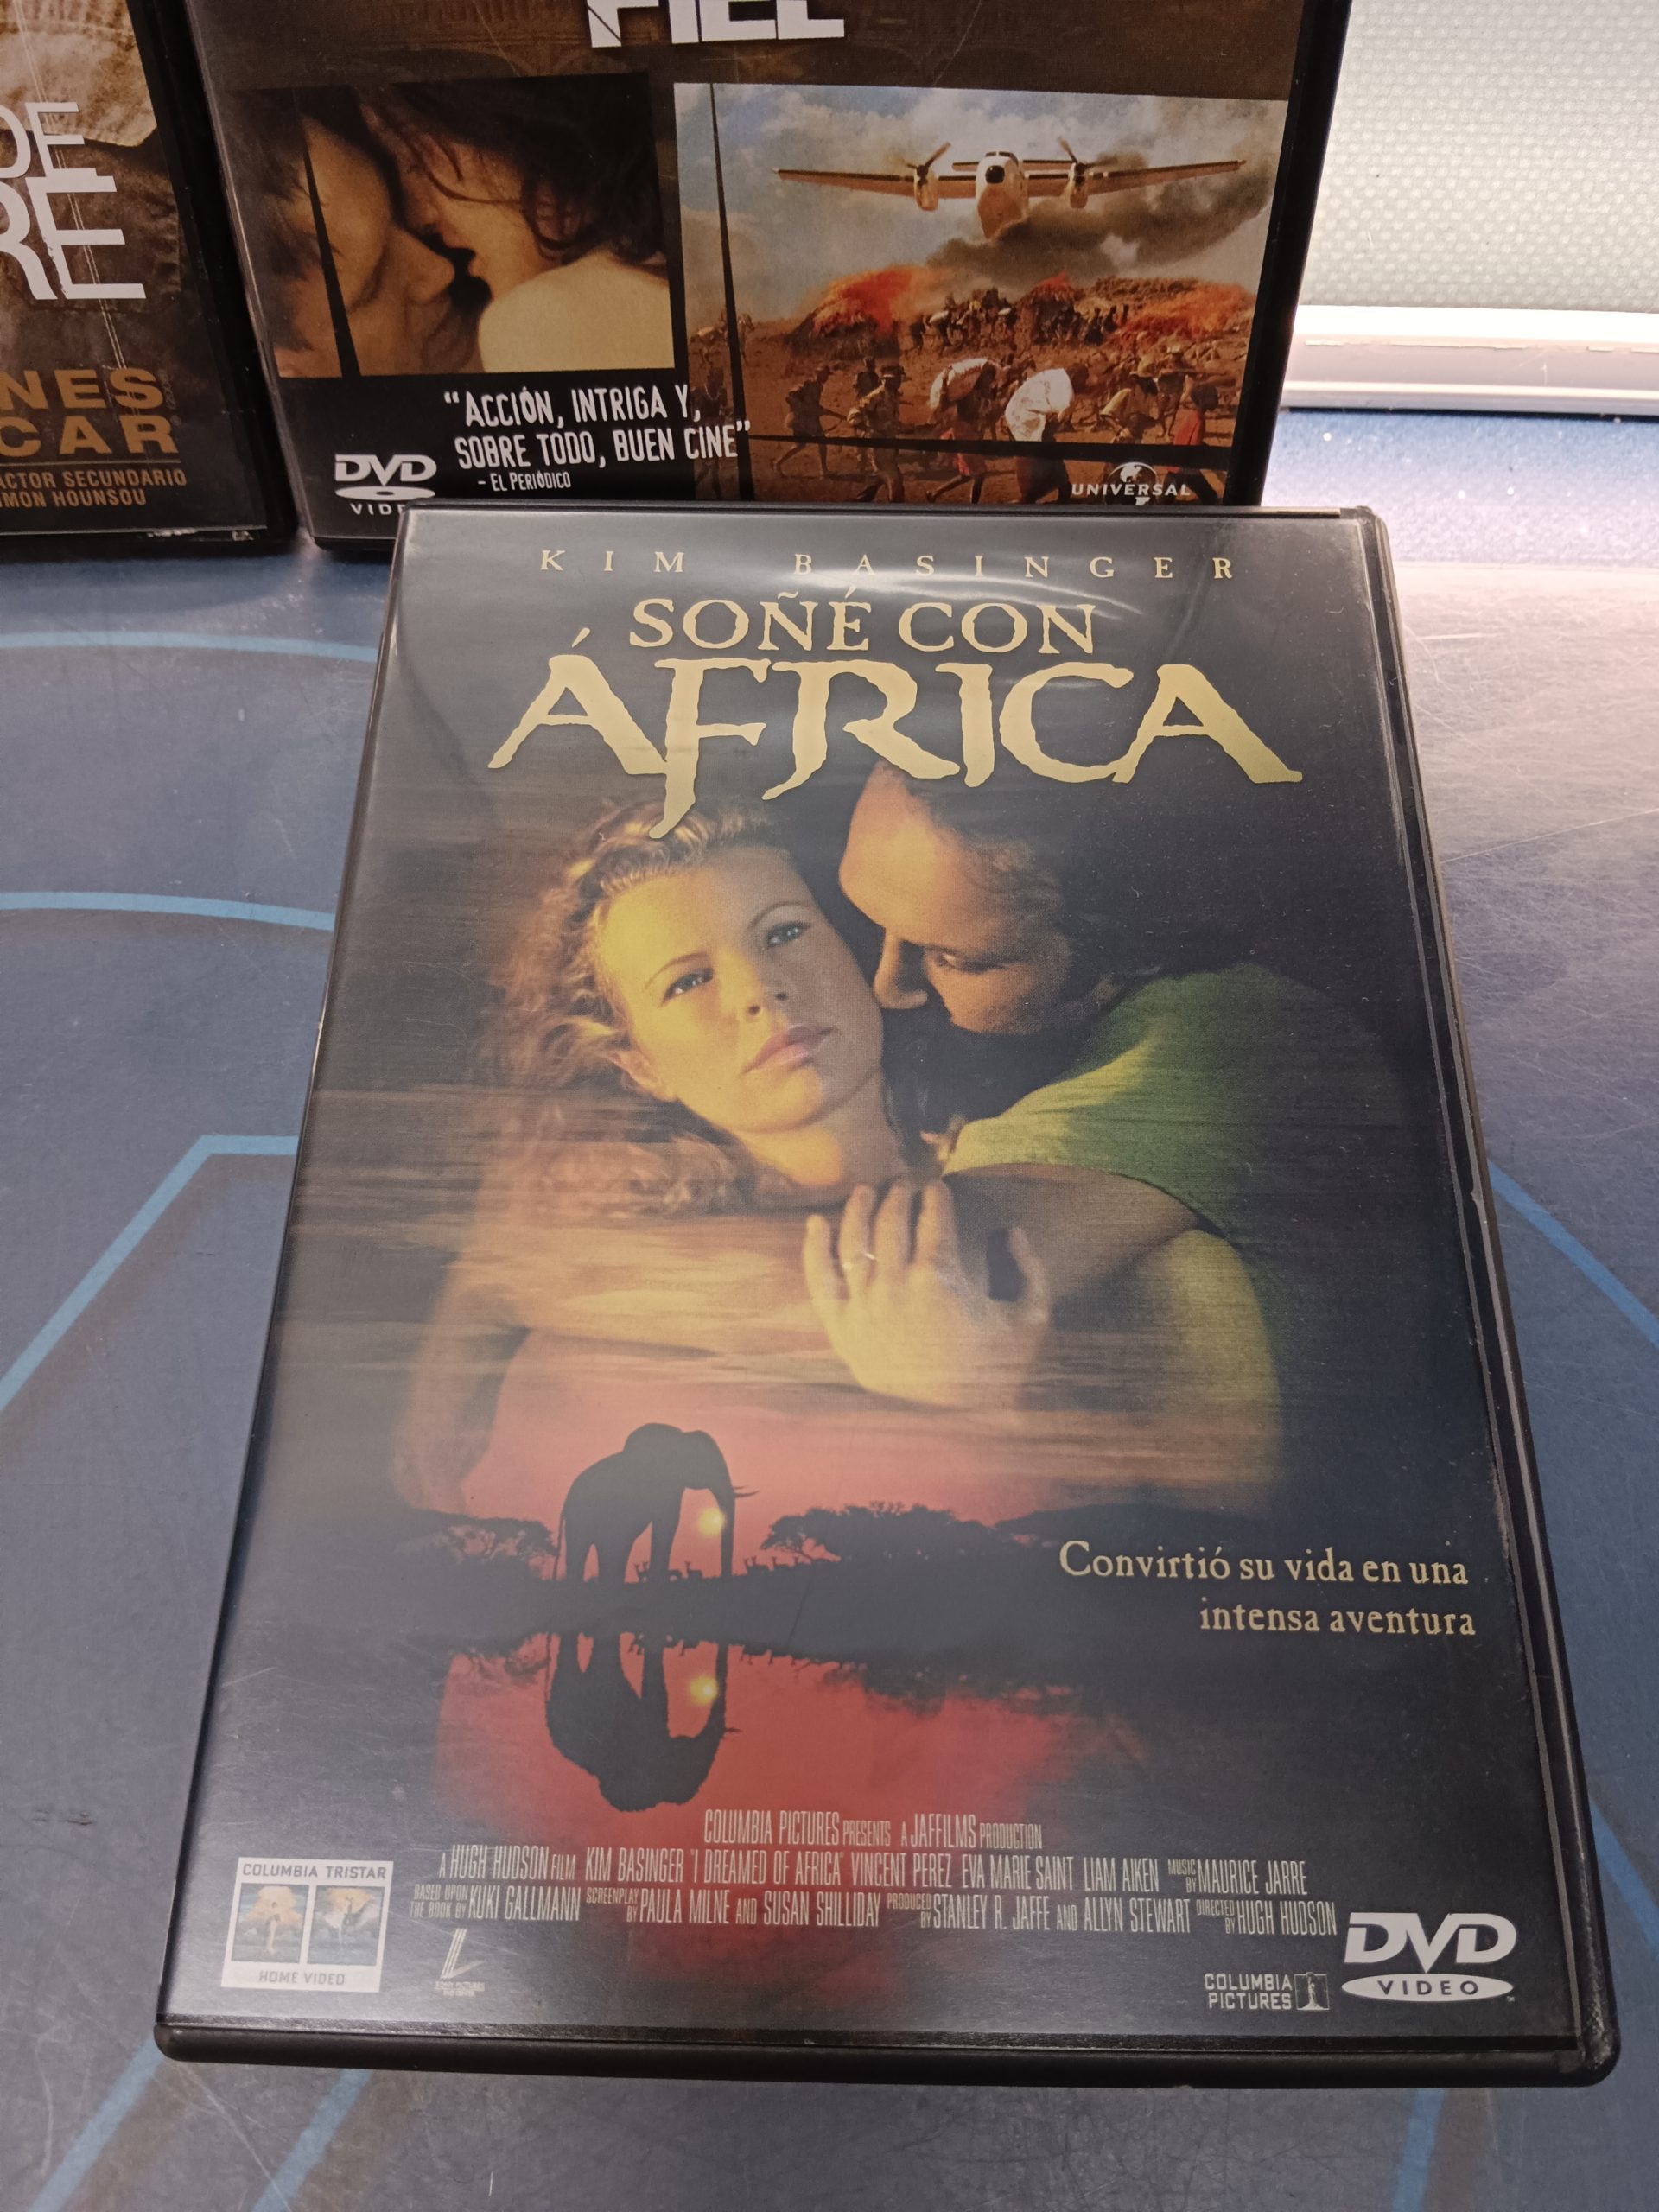 FIEL
DE
RE
NES
CAR
ACTOR SECUNDARIO
IMON HOUNSOU
“ACCIÓN, INTRIGA Y,
SOBRE TODO, BUEN CINE”
- EL PERIÓDICO
DVD
VIDE
UNIVERSAL
KIM BASINGER
SOÑÉ CON
ÁFRICA
Convirtió su vida en una
intensa aventura
COLUMBIA PICTURES PRESENTS A JAFFILMS PRODUCTION
A HUGH HUDSON FILM KIM BASINGER "I DREAMED OF AFRICA" VINCENT PEREZ EVA MARIE SAINT LIAM AIKEN MUSIC BY MAURICE JARRE
BASED UPON THE BOOK BY KUKI GALLMANN SCREENPLAY BY PAULA MILNE AND SUSAN SHILLIDAY PRODUCED BY STANLEY R. JAFFE AND ALLYN STEWART DIRECTED BY HUGH HUDSON
COLUMBIA TRISTAR
HOME VIDEO
COLUMBIA
PICTURES
DVD
VIDEO